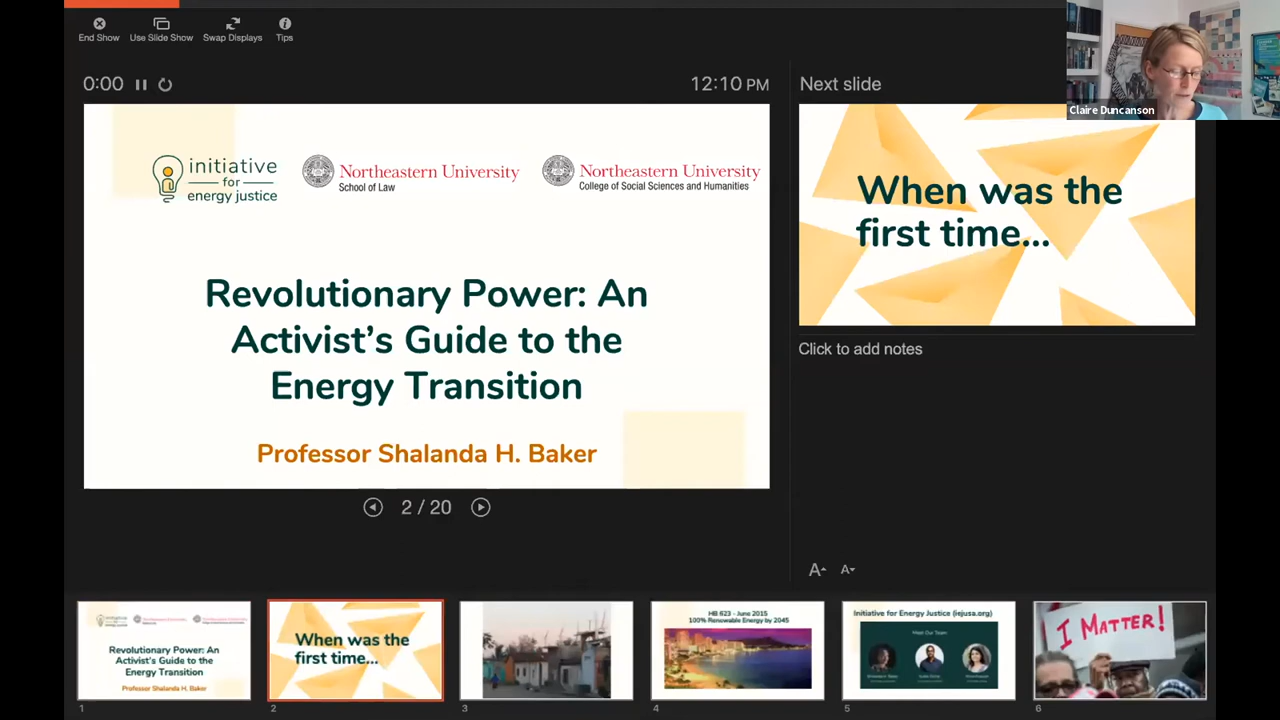 End Show
Use Slide Show
Swap Displays
Tips
0:00
12:10 PM
Next slide
Claire Duncanson
initiative
for
energy justice
Northeastern University
School of Law
Northeastern University
College of Social Sciences and Humanities
Revolutionary Power: An
Activist's Guide to the
Energy Transition
Professor Shalanda H. Baker
When was the
first time...
Click to add notes
2 / 20
A
A
Revolutionary Power: An
Activist's Guide to the
Energy Transition
Professor Shalanda H. Baker
When was the
first time...
HB 623 - June 2015
100% Renewable Energy by 2045
Initiative for Energy Justice (iejusa.org)
Meet Our Team
I MATTER!
1
2
3
4
5
6